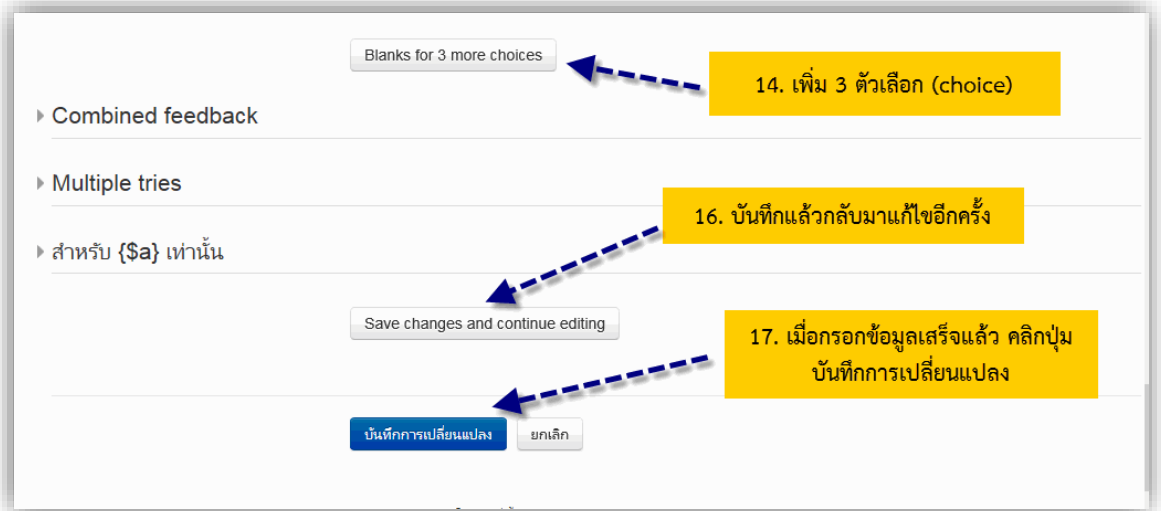 Blanks for 3 more choices
14. เพิ่ม 3 ตัวเลือก (choice)
Combined feedback
Multiple tries
16. บันทึกแล้วกลับมาแก้ไขอีกครั้ง
สำหรับ {$a} เท่านั้น
Save changes and continue editing
17. เมื่อกรอกข้อมูลเสร็จแล้ว คลิกปุ่ม
บันทึกการเปลี่ยนแปลง
บันทึกการเปลี่ยนแปลง
ยกเลิก